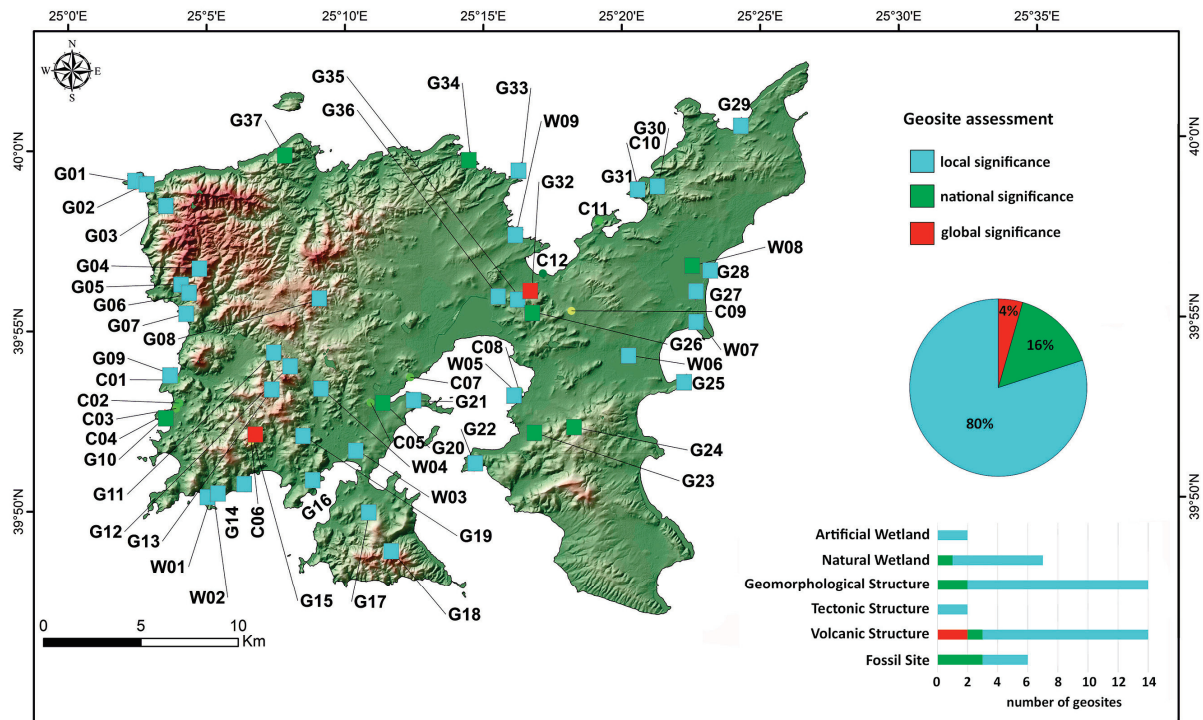 25°0'E 25°5'E 25°10'E 25°15'E 25°20'E 25°25'E 25°30'E 25°35'E
N
W E
S
G35
G36
G34
G33
W09
G32
G37
G29
G30
C10
G31
C11
C12
G01
G02
G03
G04
G05
G06
G07
G08
G09
C01
C02
C03
C04
G10
G11
G12
G13
W01
W02
G14
C06
G15
G16
G17
G18
G19
W03
W04
C05
G20
G21
C07
C08
W05
G22
G23
G24
G25
W06
G26
W07
C09
G27
G28
W08
40°0'N
39°55'N
39°50'N
40°0'N
39°55'N
39°50'N
0 5 10
Km
Geosite assessment
local significance
national significance
global significance
4%
16%
80%
Artificial Wetland
Natural Wetland
Geomorphological Structure
Tectonic Structure
Volcanic Structure
Fossil Site
0 2 4 6 8 10 12 14
number of geosites